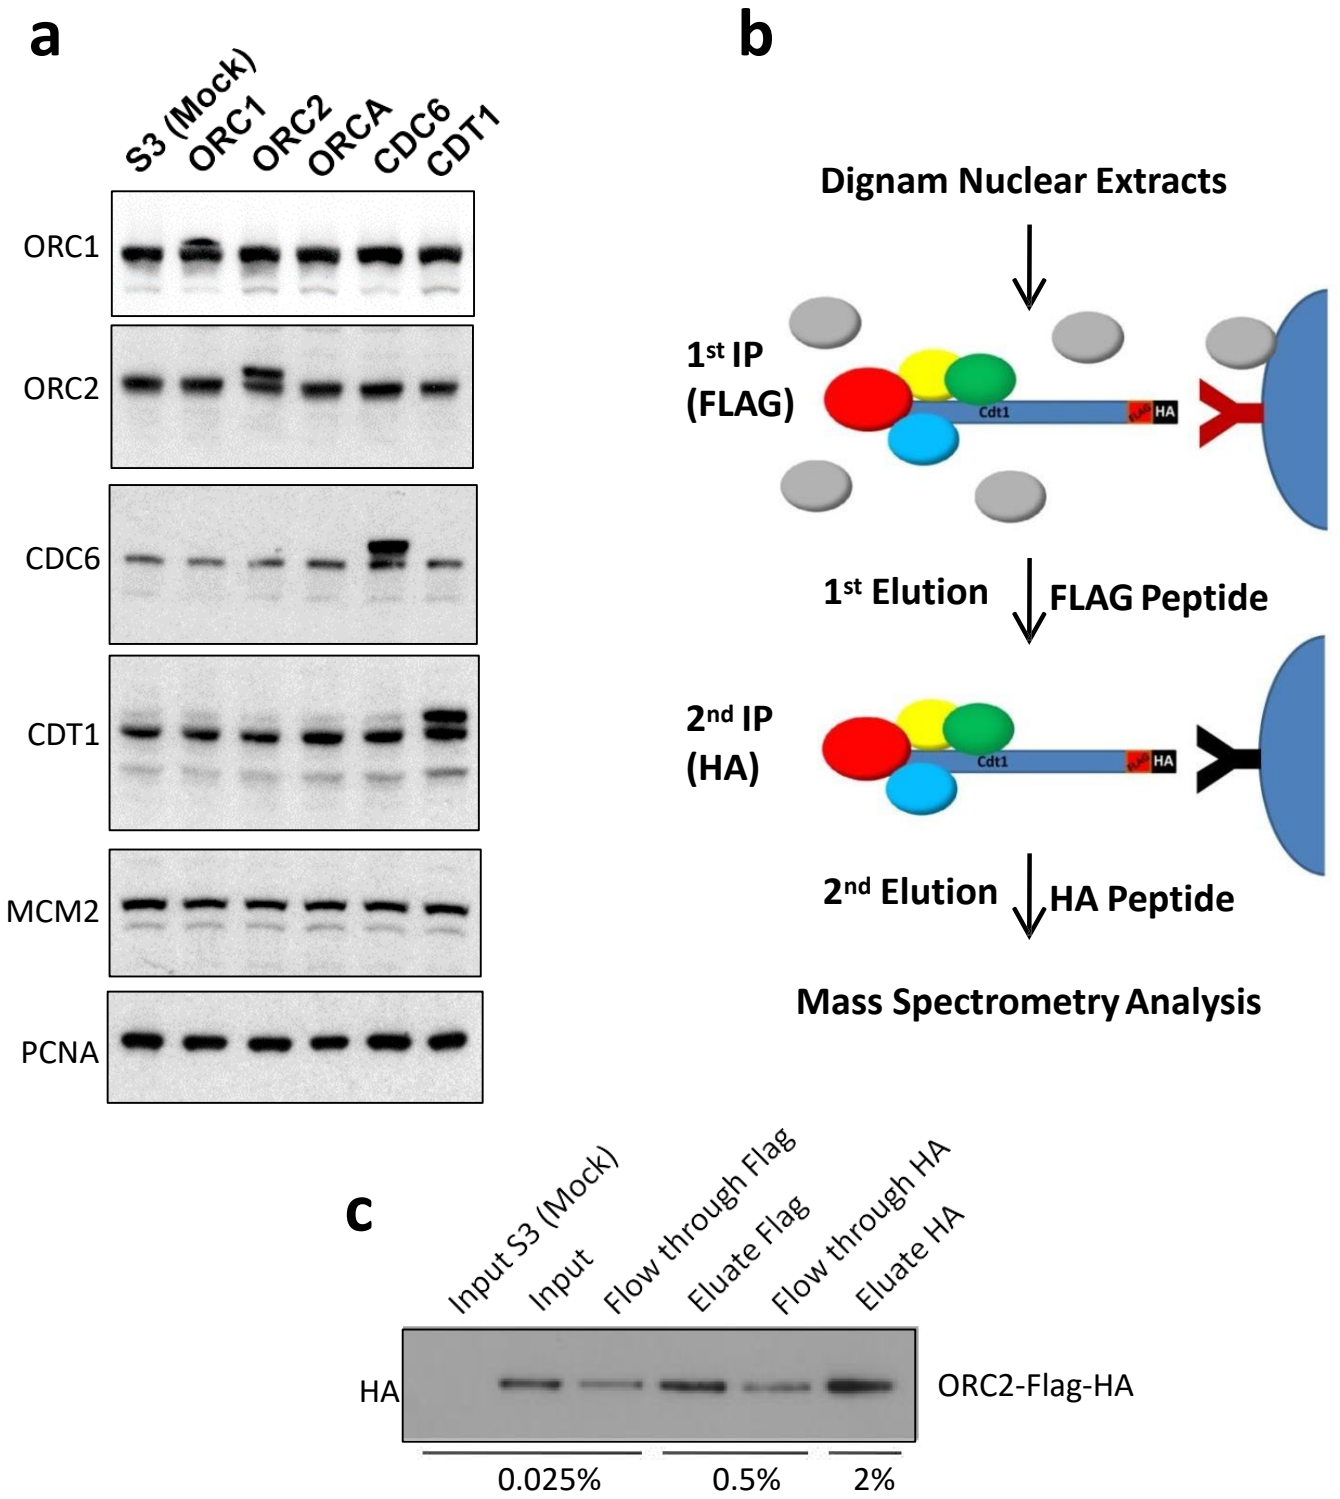 a
b
S3 (Mock)
ORC1
ORC2
ORCA
CDC6
CDT1
ORC1
ORC2
CDC6
CDT1
MCM2
PCNA
Dignam Nuclear Extracts
1st IP
(FLAG)
Cdt1
FLAG
HA
1st Elution
FLAG Peptide
2nd IP
(HA)
Cdt1
FLAG
HA
2nd Elution
HA Peptide
Mass Spectrometry Analysis
c
Input S3 (Mock)
Input
Flow through Flag
Eluate Flag
Flow through HA
Eluate HA
HA
ORC2-Flag-HA
0.025%
0.5%
2%